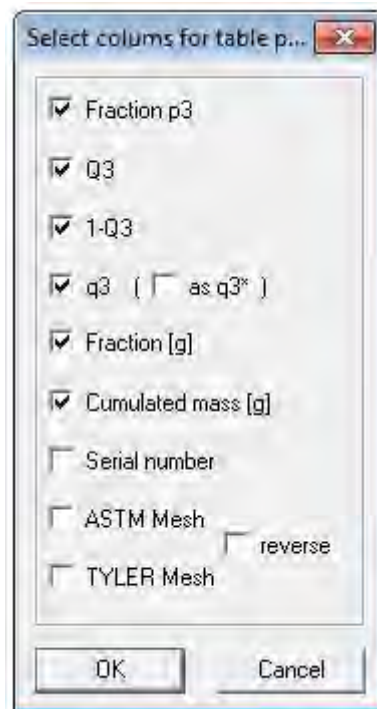 Select colums for table p...
Fraction p3
Q3
1-Q3
q3 ( as q3* )
Fraction [g]
Cumulated mass [g]
Serial number
ASTM Mesh
reverse
TYLER Mesh
OK Cancel